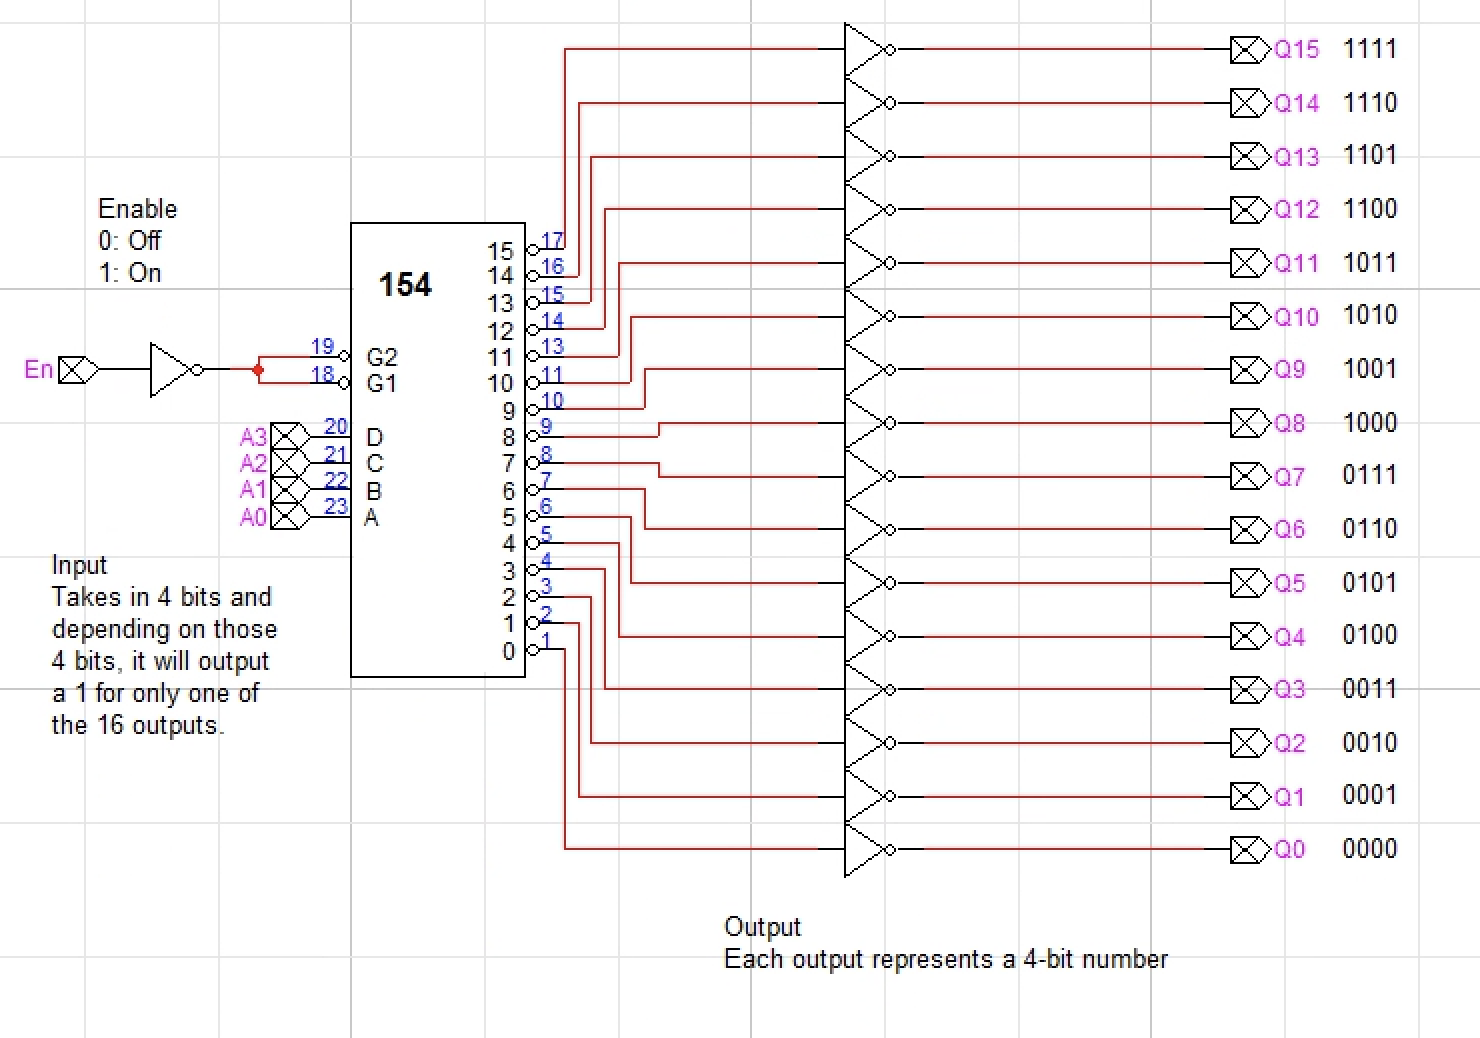 Q15 1111
Q14 1110
Q13 1101
Q12 1100
Q11 1011
Q10 1010
Q9 1001
Q8 1000
Q7 0111
Q6 0110
Q5 0101
Q4 0100
Q3 0011
Q2 0010
Q1 0001
Q0 0000
Enable
0: Off
1: On
En
154
19 G2
18 G1
A3 20 D
A2 21 C
A1 22 B
A0 23 A
15 17
14 16
13 15
12 14
11 13
10 11
9 10
8 9
7 8
6 7
5 6
4 5
3 4
2 3
1 2
0 1
Input
Takes in 4 bits and
depending on those
4 bits, it will output
a 1 for only one of
the 16 outputs.
Output
Each output represents a 4-bit number